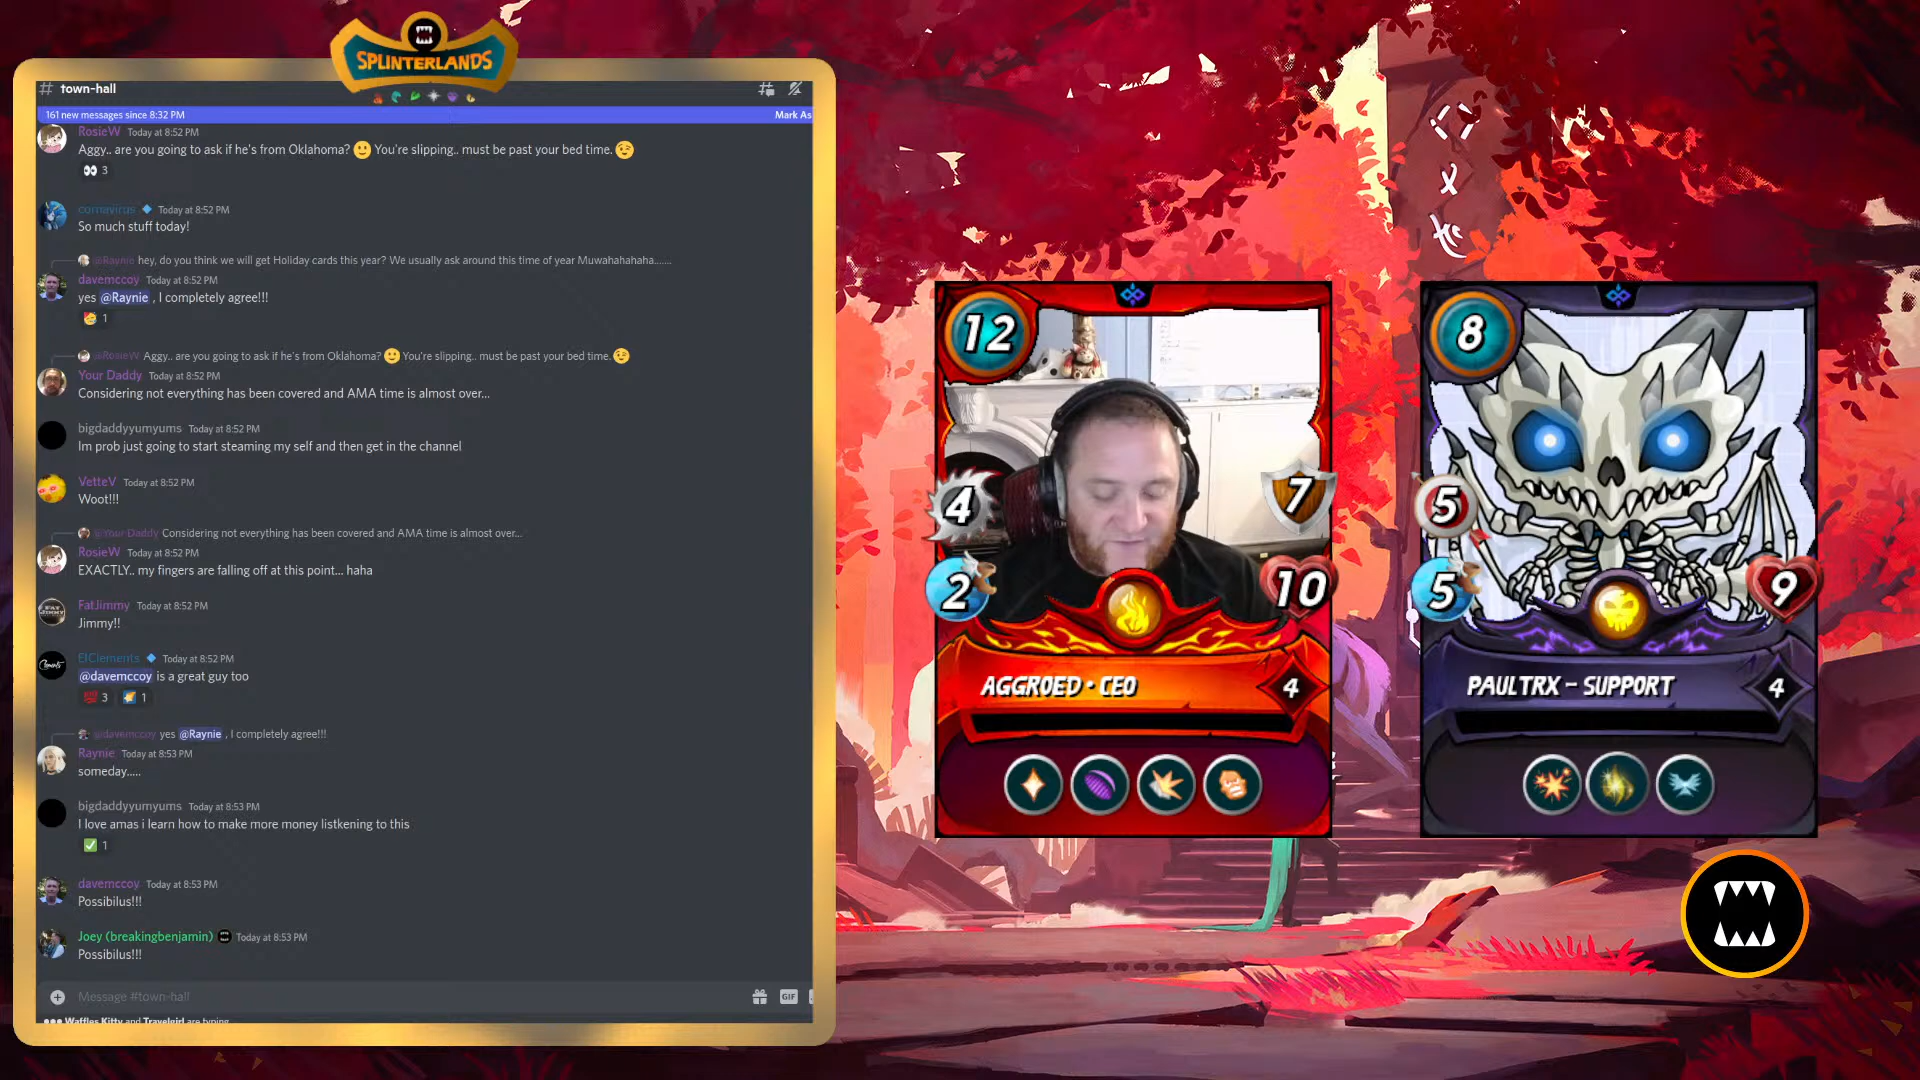 SPLINTERLANDS
# town-hall
161 new messages since 8:32 PM
Mark As
RosieW Today at 8:52 PM
Aggy.. are you going to ask if he's from Oklahoma? 🙂 You're slipping.. must be past your bed time. 😉
👀 3
cornavirus Today at 8:52 PM
So much stuff today!
@Raynie hey, do you think we will get Holiday cards this year? We usually ask around this time of year Muwahahahaha.......
davemccoy Today at 8:52 PM
yes @Raynie , I completely agree!!!
1
@RosieW Aggy.. are you going to ask if he's from Oklahoma? 🙂 You're slipping.. must be past your bed time. 😉
Your Daddy Today at 8:52 PM
Considering not everything has been covered and AMA time is almost over...
bigdaddyyumyums Today at 8:52 PM
Im prob just going to start steaming my self and then get in the channel
VetteV Today at 8:52 PM
Woot!!!
@Your Daddy Considering not everything has been covered and AMA time is almost over...
RosieW Today at 8:52 PM
EXACTLY.. my fingers are falling off at this point... haha
FatJimmy Today at 8:52 PM
Jimmy!!
ElClements Today at 8:52 PM
@davemccoy is a great guy too
💯 3 1
@davemccoy yes @Raynie , I completely agree!!!
Raynie Today at 8:53 PM
someday.....
bigdaddyyumyums Today at 8:53 PM
I love amas i learn how to make more money listkening to this
✅ 1
davemccoy Today at 8:53 PM
Possibilus!!!
Joey (breakingbenjamin) Today at 8:53 PM
Possibilus!!!
Message #town-hall
GIF
Waffles Kitty and Travelgirl are typing
12
4
7
2
10
AGGROED • CEO
4
8
5
5
9
PAULTRX - SUPPORT
4